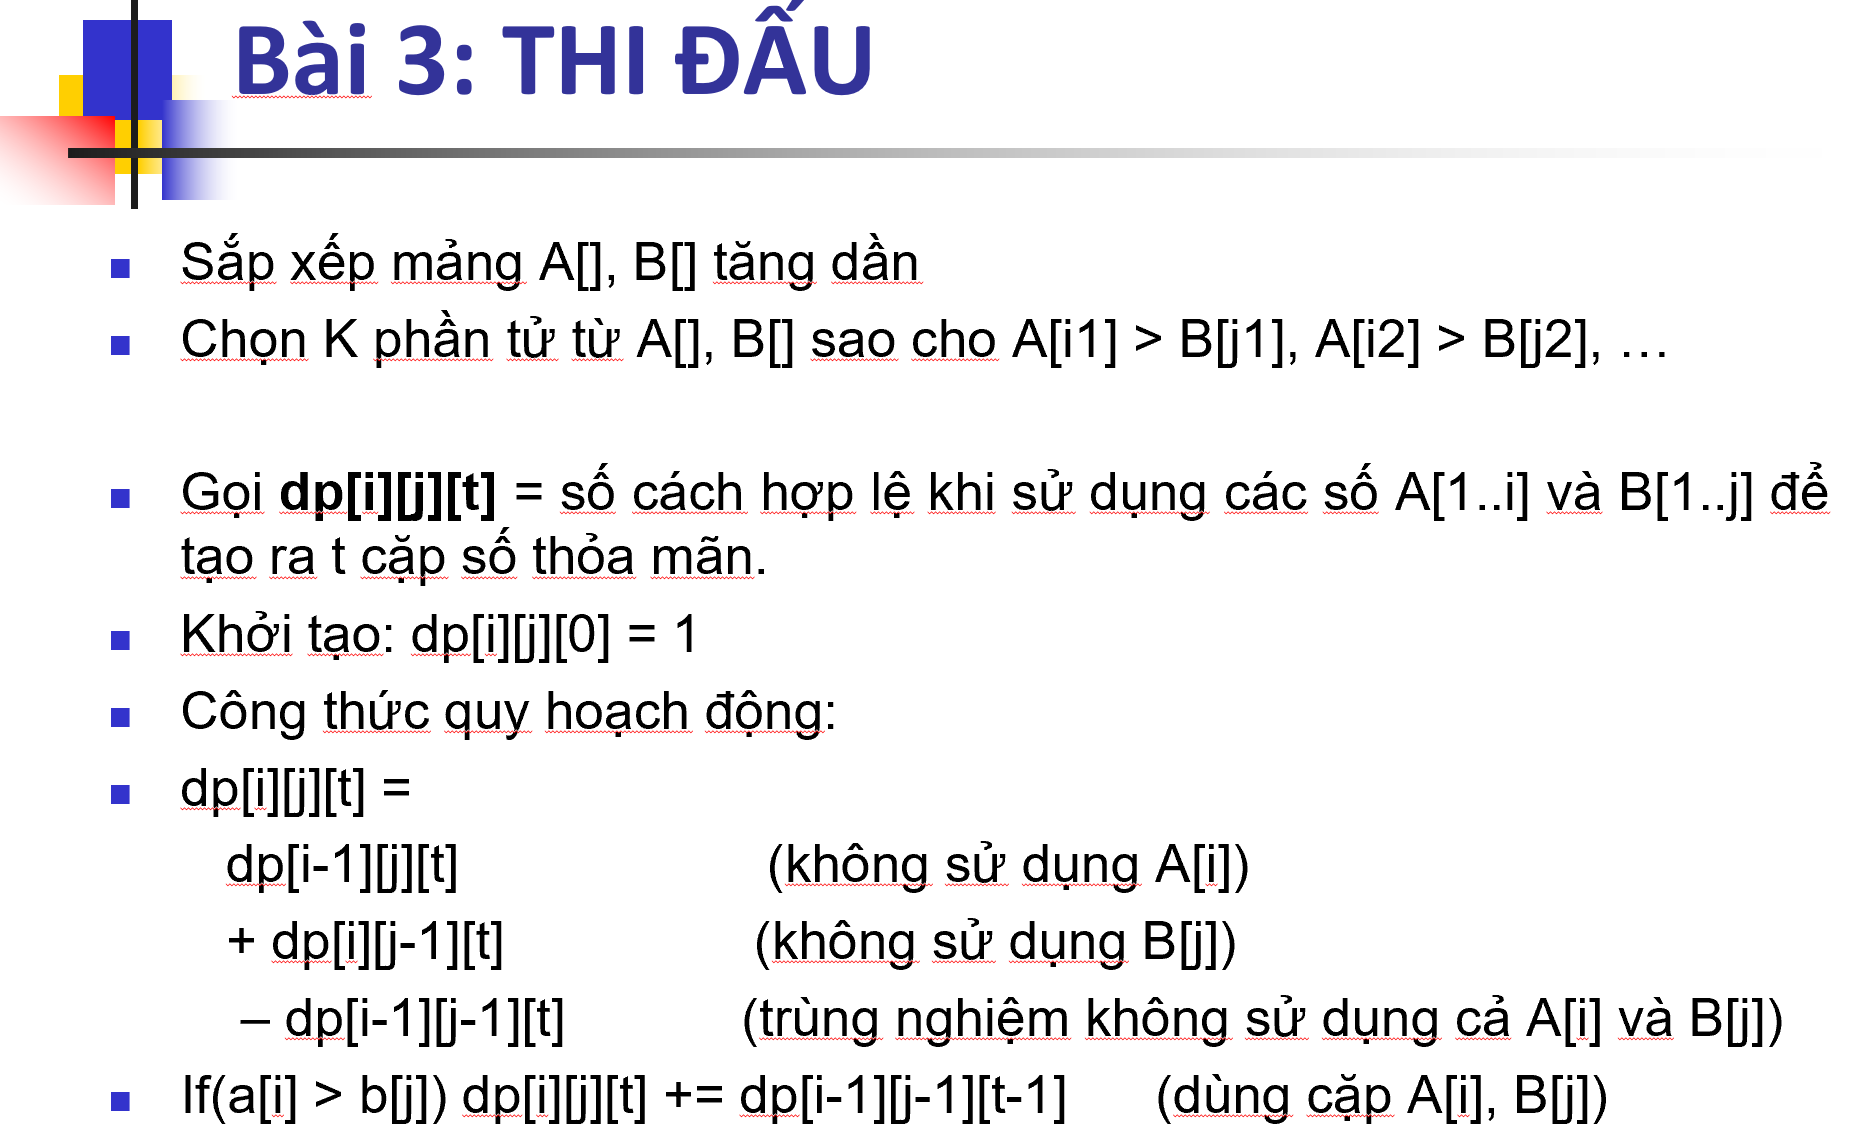 Bài 3: THI ĐẤU
Sắp xếp mảng A[], B[] tăng dần
Chọn K phần tử từ A[], B[] sao cho A[i1] > B[j1], A[i2] > B[j2], …
Gọi dp[i][j][t] = số cách hợp lệ khi sử dụng các số A[1..i] và B[1..j] để
tạo ra t cặp số thỏa mãn.
Khởi tạo: dp[i][j][0] = 1
Công thức quy hoạch động:
dp[i][j][t] =
dp[i-1][j][t] (không sử dụng A[i])
+ dp[i][j-1][t] (không sử dụng B[j])
– dp[i-1][j-1][t] (trùng nghiệm không sử dụng cả A[i] và B[j])
If(a[i] > b[j]) dp[i][j][t] += dp[i-1][j-1][t-1] (dùng cặp A[i], B[j])